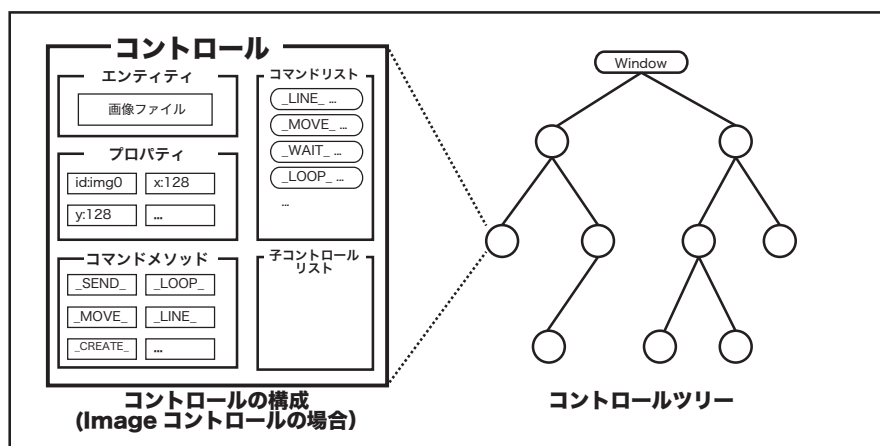 コントロール
エンティティ
画像ファイル
プロパティ
id:img0
x:128
y:128
...
コマンドメソッド
_SEND_
_LOOP_
_MOVE_
_LINE_
_CREATE_
...
コマンドリスト
_LINE_ ...
_MOVE_ ...
_WAIT_ ...
_LOOP_ ...
...
子コントロール
リスト
コントロールの構成
(Image コントロールの場合)
Window
コントロールツリー